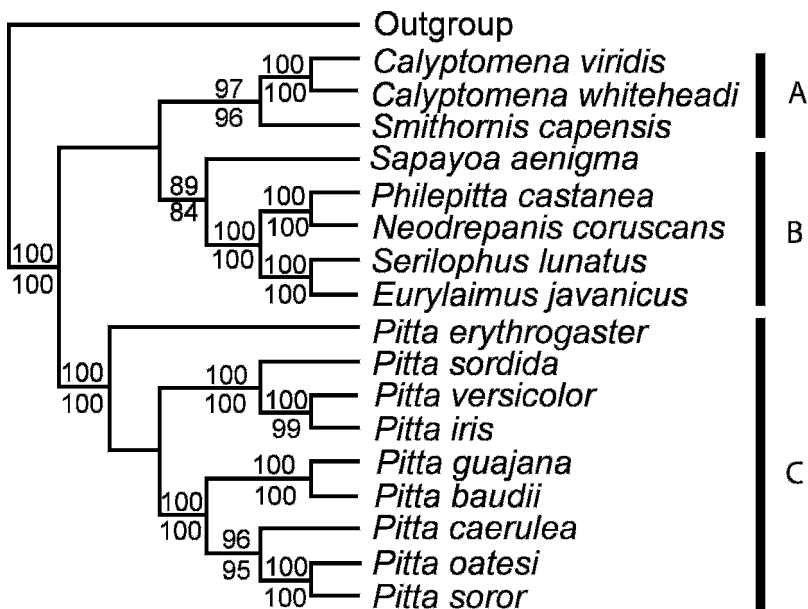 Outgroup
100
Calyptomena viridis
97
100
Calyptomena whiteheadi
A
96
Smithornis capensis
Sapayoa aenigma
89
84
100
Philepitta castanea
100
100
Neodrepanis coruscans
B
100
100
100
Serilophus lunatus
100
100
Eurylaimus javanicus
Pitta erythrogaster
100
100
Pitta sordida
100
100
100
Pitta versicolor
99
Pitta iris
100
Pitta guajana
C
100
100
Pitta baudii
100
96
Pitta caerulea
95
100
Pitta oatesi
100
Pitta soror